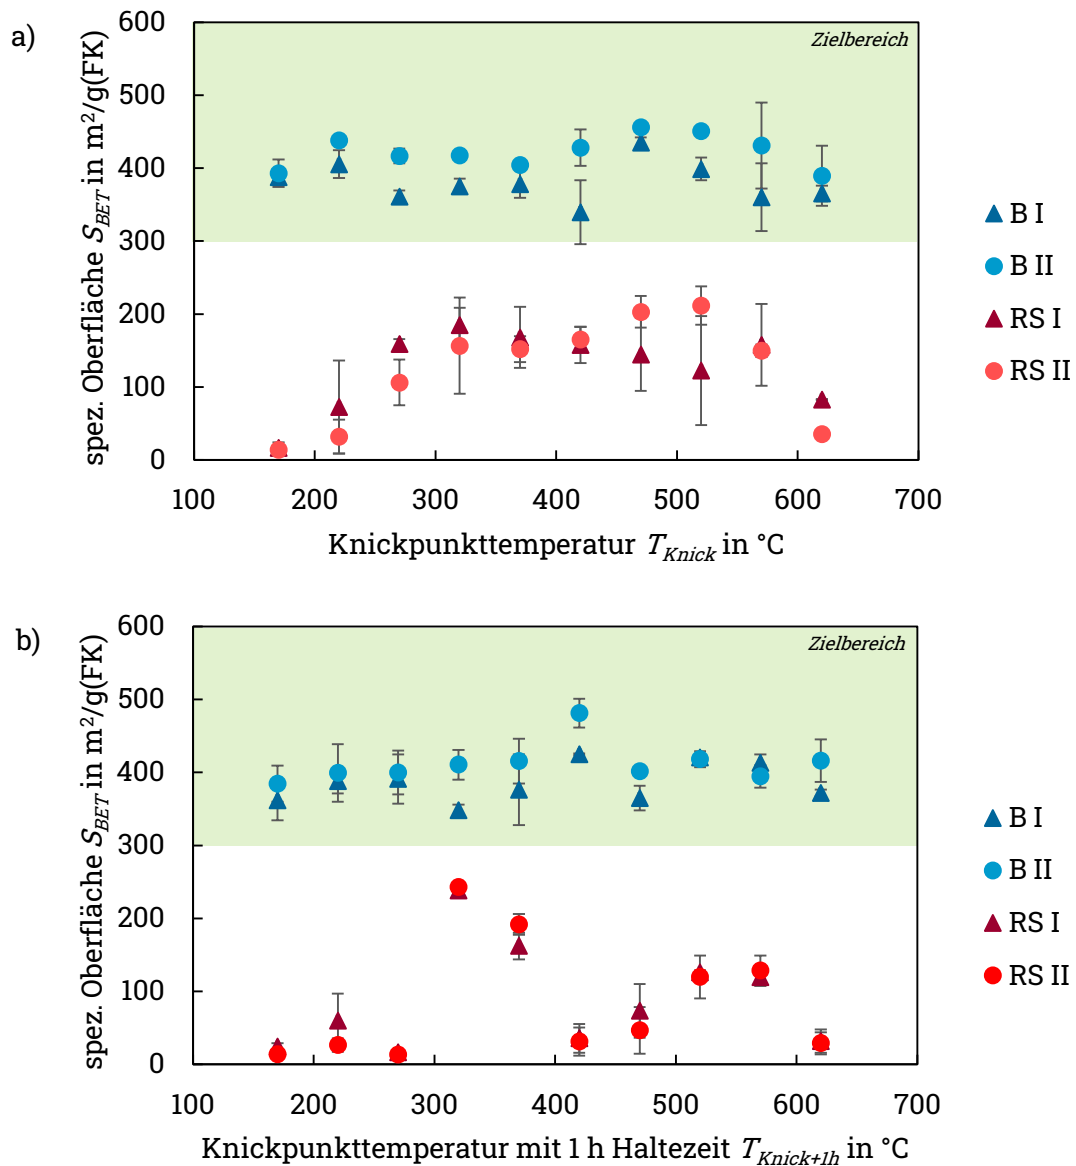 a)
spez. Oberfläche S_BET in m²/g(FK)
600
500
400
300
200
100
0
Zielbereich
100 200 300 400 500 600 700
Knickpunkttemperatur T_Knick in °C
B I
B II
RS I
RS II
b)
spez. Oberfläche S_BET in m²/g(FK)
600
500
400
300
200
100
0
Zielbereich
100 200 300 400 500 600 700
Knickpunkttemperatur mit 1 h Haltezeit T_Knick+1h in °C
B I
B II
RS I
RS II